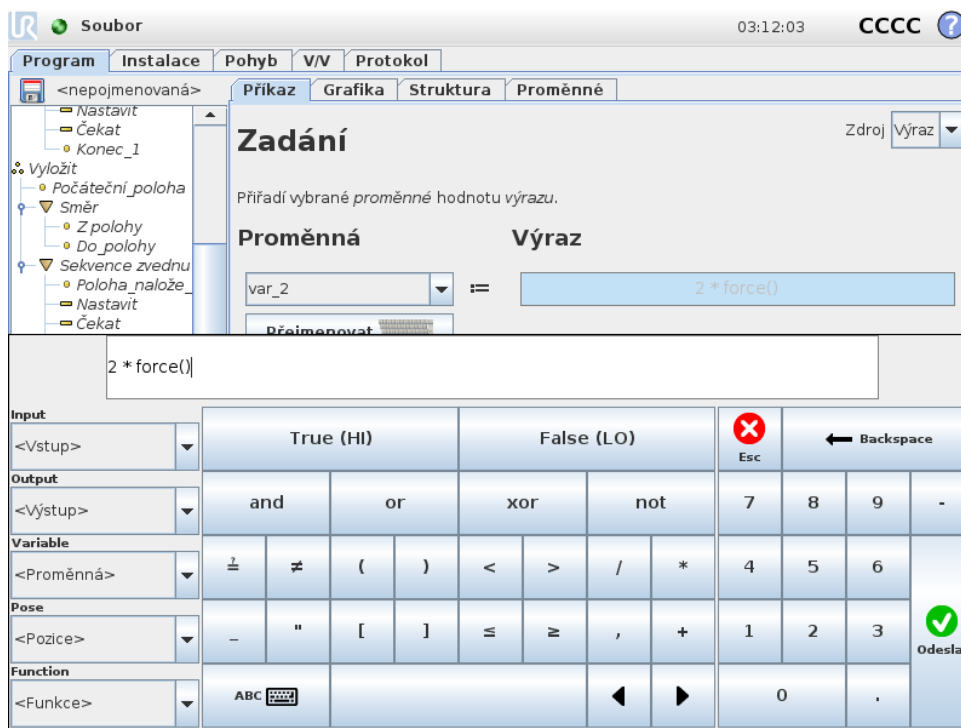 UR Soubor 03:12:03 CCCC ?
Program Instalace Pohyb V/V Protokol
<nepojmenovaná> Příkaz Grafika Struktura Proměnné
Nastavit
Čekat
Konec_1
Vyložit
Počáteční_poloha
Směr
Z polohy
Do_polohy
Sekvence zvednu
Poloha_nalože_
Nastavit
Čekat
Zadání
Zdroj Výraz
Přiřadí vybrané proměnné hodnotu výrazu.
Proměnná Výraz
var_2 := 2 * force()
Přejmenovat
2 * force()
Input
<Vstup>
Output
<Výstup>
Variable
<Proměnná>
Pose
<Pozice>
Function
<Funkce>
True (HI) False (LO) Esc Backspace
and or xor not 7 8 9 -
≟ ≠ ( ) < > / * 4 5 6
_ " [ ] ≤ ≥ , + 1 2 3 Odesla
ABC 0 .